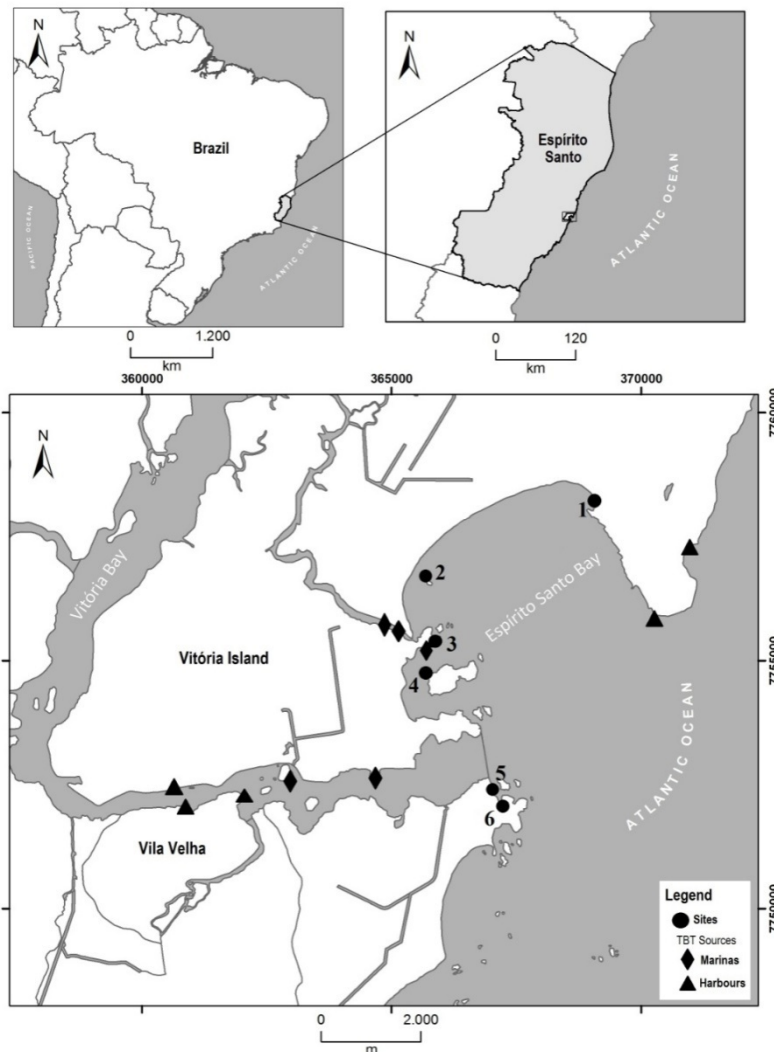 N
Brazil
PACIFIC OCEAN
ATLANTIC OCEAN
0 1.200
km
N
Espírito
Santo
ATLANTIC OCEAN
0 120
km
360000 365000 370000
7760000
N
Vitória Bay
1
2
Espírito Santo Bay
Vitória Island
3
7755000
4
ATLANTIC OCEAN
5
6
Vila Velha
7750000
Legend
Sites
TBT Sources
Marinas
Harbours
0 2.000
m